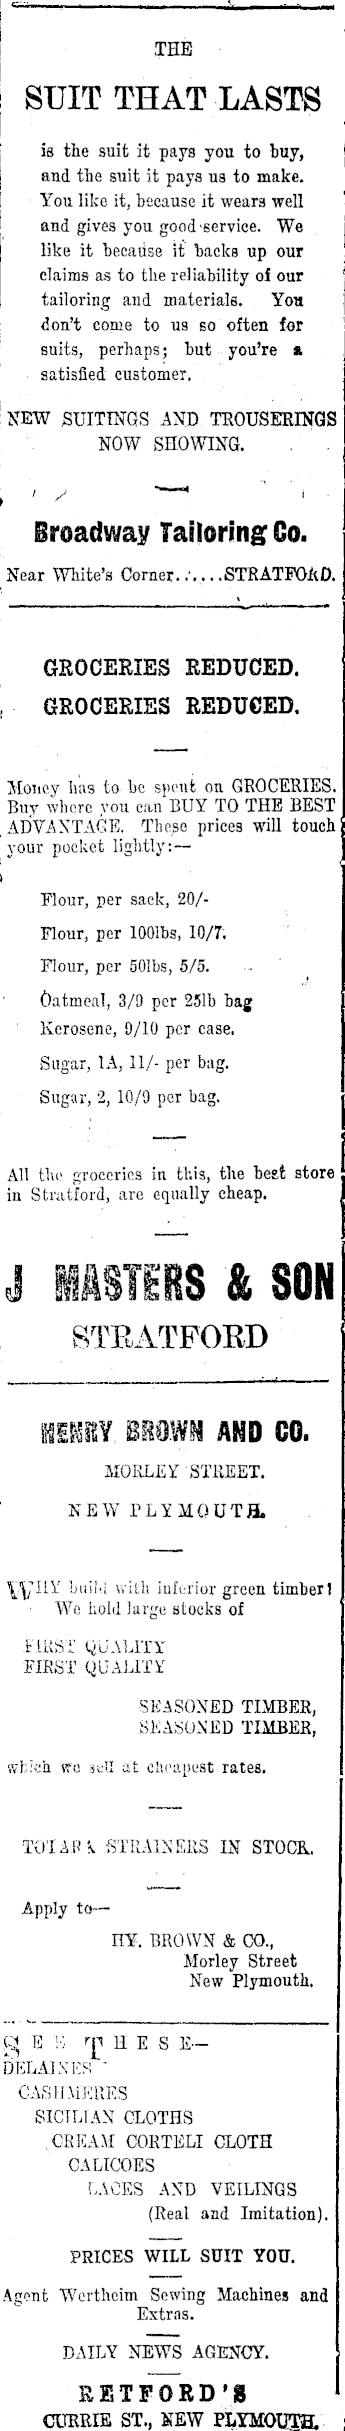 THE
SUIT THAT LASTS
is the suit it pays you to buy,
and the suit it pays us to make.
You like it, because it wears well
and gives you good service. We
like it because it backs up our
claims as to the reliability of our
tailoring and materials. You
don't come to us so often for
suits, perhaps; but you're a
satisfied customer.
NEW SUITINGS AND TROUSERINGS
NOW SHOWING.
Broadway Tailoring Co.
Near White's Corner......STRATFORD.
GROCERIES REDUCED.
GROCERIES REDUCED.
Money has to be spent on GROCERIES.
Buy where you can BUY TO THE BEST
ADVANTAGE. These prices will touch
your pocket lightly:—
Flour, per sack, 20/-
Flour, per 100lbs, 10/7.
Flour, per 50lbs, 5/5.
Oatmeal, 3/9 per 25lb bag
Kerosene, 9/10 per case.
Sugar, 1A, 11/- per bag.
Sugar, 2, 10/9 per bag.
All the groceries in this, the best store
in Stratford, are equally cheap.
J MASTERS & SON
STRATFORD
HENRY BROWN AND CO.
MORLEY STREET.
NEW PLYMOUTH.
WHY build with inferior green timber?
We hold large stocks of
FIRST QUALITY
FIRST QUALITY
SEASONED TIMBER,
SEASONED TIMBER,
which we sell at cheapest rates.
TOTARA STRAINERS IN STOCK.
Apply to—
HY. BROWN & CO.,
Morley Street
New Plymouth.
SEE THESE—
DELAINES
CASHMERES
SICILIAN CLOTHS
CREAM CORTELI CLOTH
CALICOES
LACES AND VEILINGS
(Real and Imitation).
PRICES WILL SUIT YOU.
Agent Wertheim Sewing Machines and
Extras.
DAILY NEWS AGENCY.
RETFORD'S
CURRIE ST., NEW PLYMOUTH.